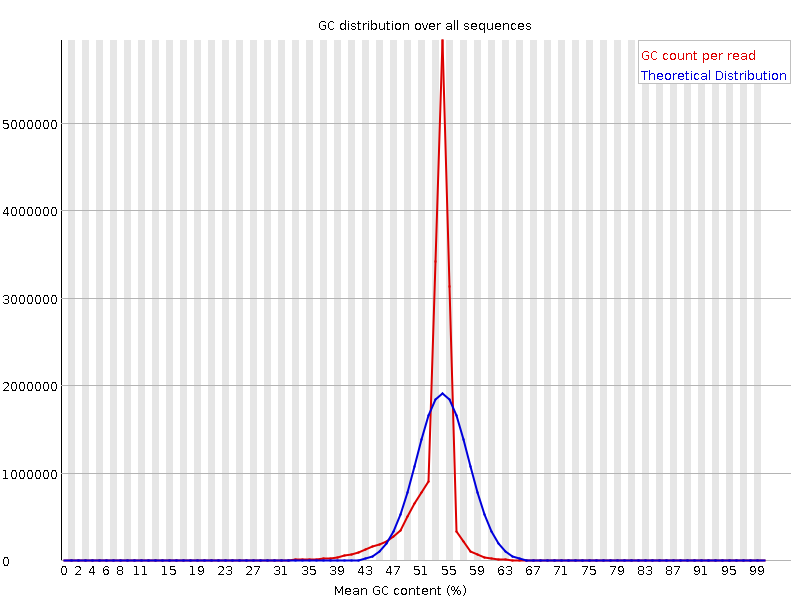 GC distribution over all sequences
GC count per read
Theoretical Distribution
5000000
4000000
3000000
2000000
1000000
0
0 2 4 6 8 11 15 19 23 27 31 35 39 43 47 51 55 59 63 67 71 75 79 83 87 91 95 99
Mean GC content (%)